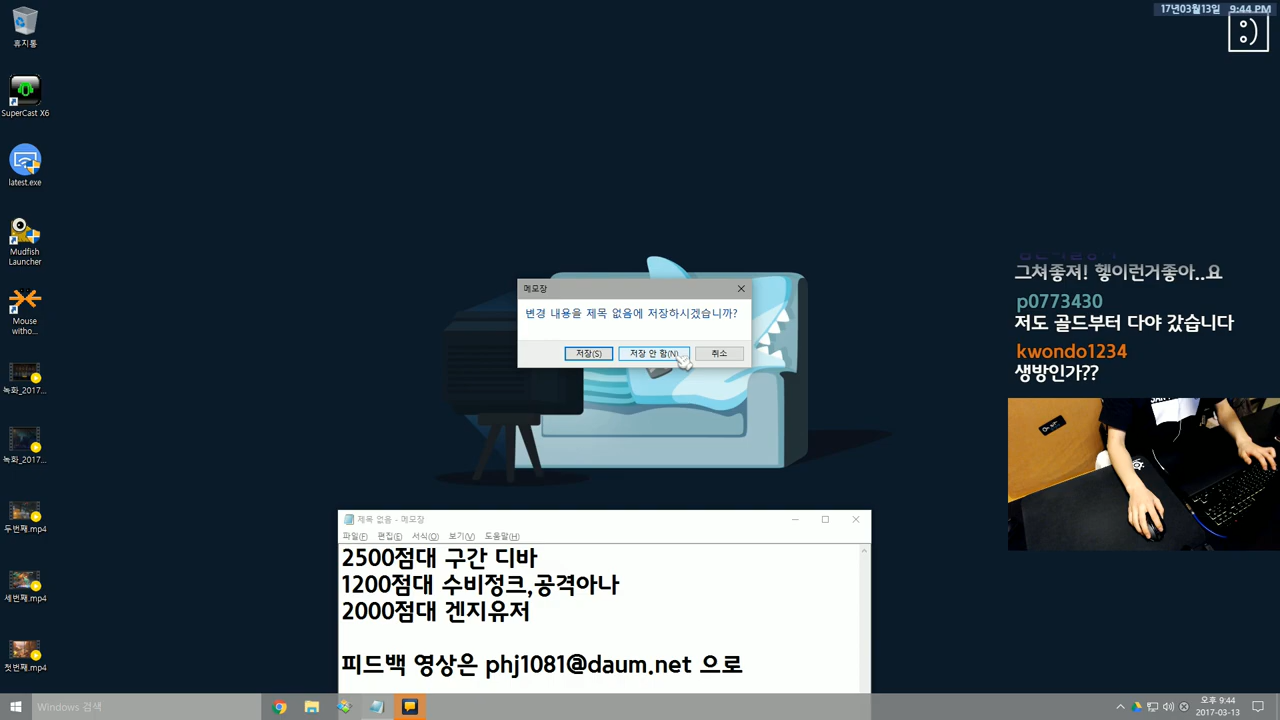 17년03월13일 9:44 PM
:)
휴지통
SuperCast X6
latest.exe
Mudfish
Launcher
Mouse
witho...
녹화_2017...
녹화_2017...
두번째.mp4
세번째.mp4
첫번째.mp4
메모장
변경 내용을 제목 없음에 저장하시겠습니까?
저장(S)
저장 안 함(N)
취소
그쳐좋져! 헿이런거좋아..요
p0773430
저도 골드부터 다야 갔습니다
kwondo1234
생방인가??
제목 없음 - 메모장
파일(F) 편집(E) 서식(O) 보기(V) 도움말(H)
2500점대 구간 디바
1200점대 수비정크,공격아나
2000점대 겐지유저
피드백 영상은 phj1081@daum.net 으로
Windows 검색
오후 9:44
2017-03-13